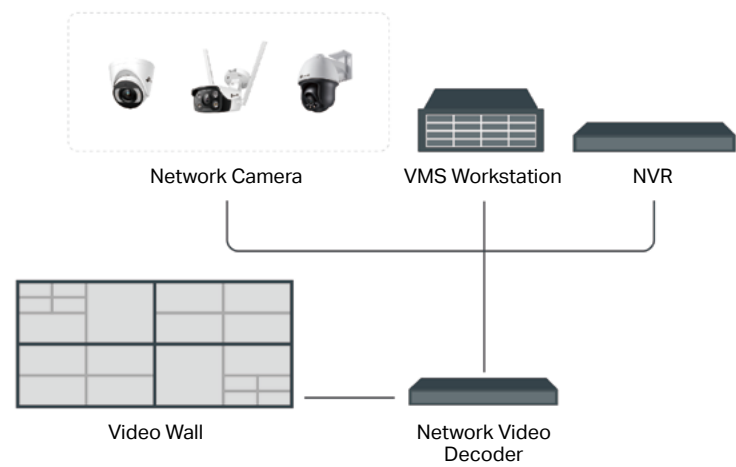 Network Camera
VMS Workstation
NVR
Video Wall
Network Video
Decoder